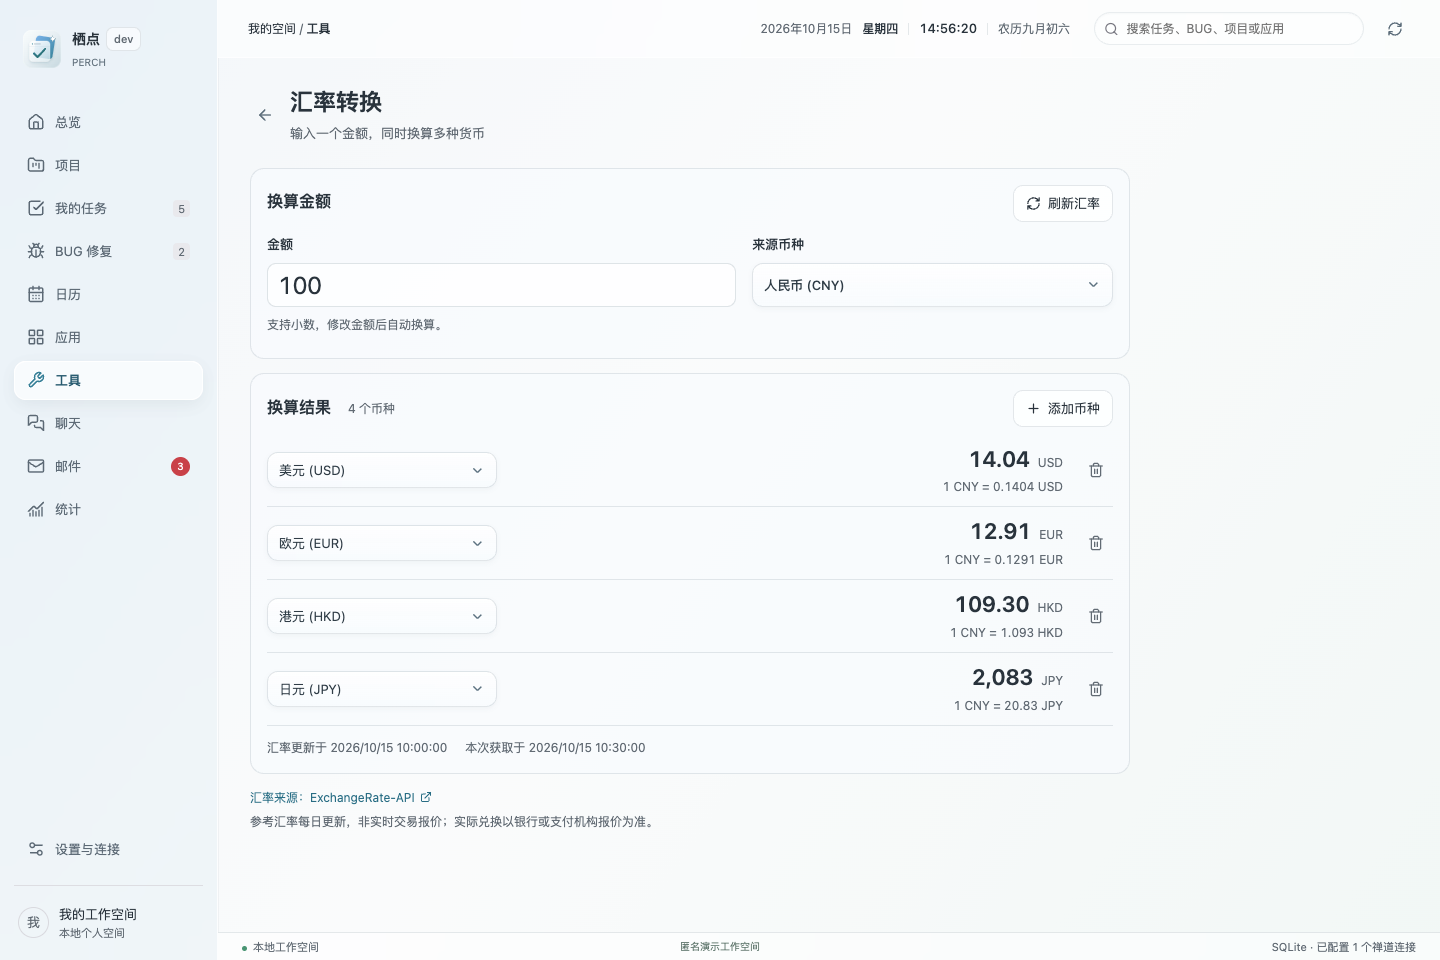 栖点 dev
PERCH
总览
项目
我的任务 5
BUG 修复 2
日历
应用
工具
聊天
邮件 3
统计
设置与连接
我 我的工作空间
本地个人空间
我的空间 / 工具
2026年10月15日 星期四 14:56:20 农历九月初六
搜索任务、BUG、项目或应用
汇率转换
输入一个金额，同时换算多种货币
换算金额
刷新汇率
金额
来源币种
100
人民币 (CNY)
支持小数，修改金额后自动换算。
换算结果 4 个币种
添加币种
美元 (USD)
14.04 USD
1 CNY = 0.1404 USD
欧元 (EUR)
12.91 EUR
1 CNY = 0.1291 EUR
港元 (HKD)
109.30 HKD
1 CNY = 1.093 HKD
日元 (JPY)
2,083 JPY
1 CNY = 20.83 JPY
汇率更新于 2026/10/15 10:00:00 本次获取于 2026/10/15 10:30:00
汇率来源：ExchangeRate-API
参考汇率每日更新，非实时交易报价；实际兑换以银行或支付机构报价为准。
本地工作空间
匿名演示工作空间
SQLite · 已配置 1 个禅道连接